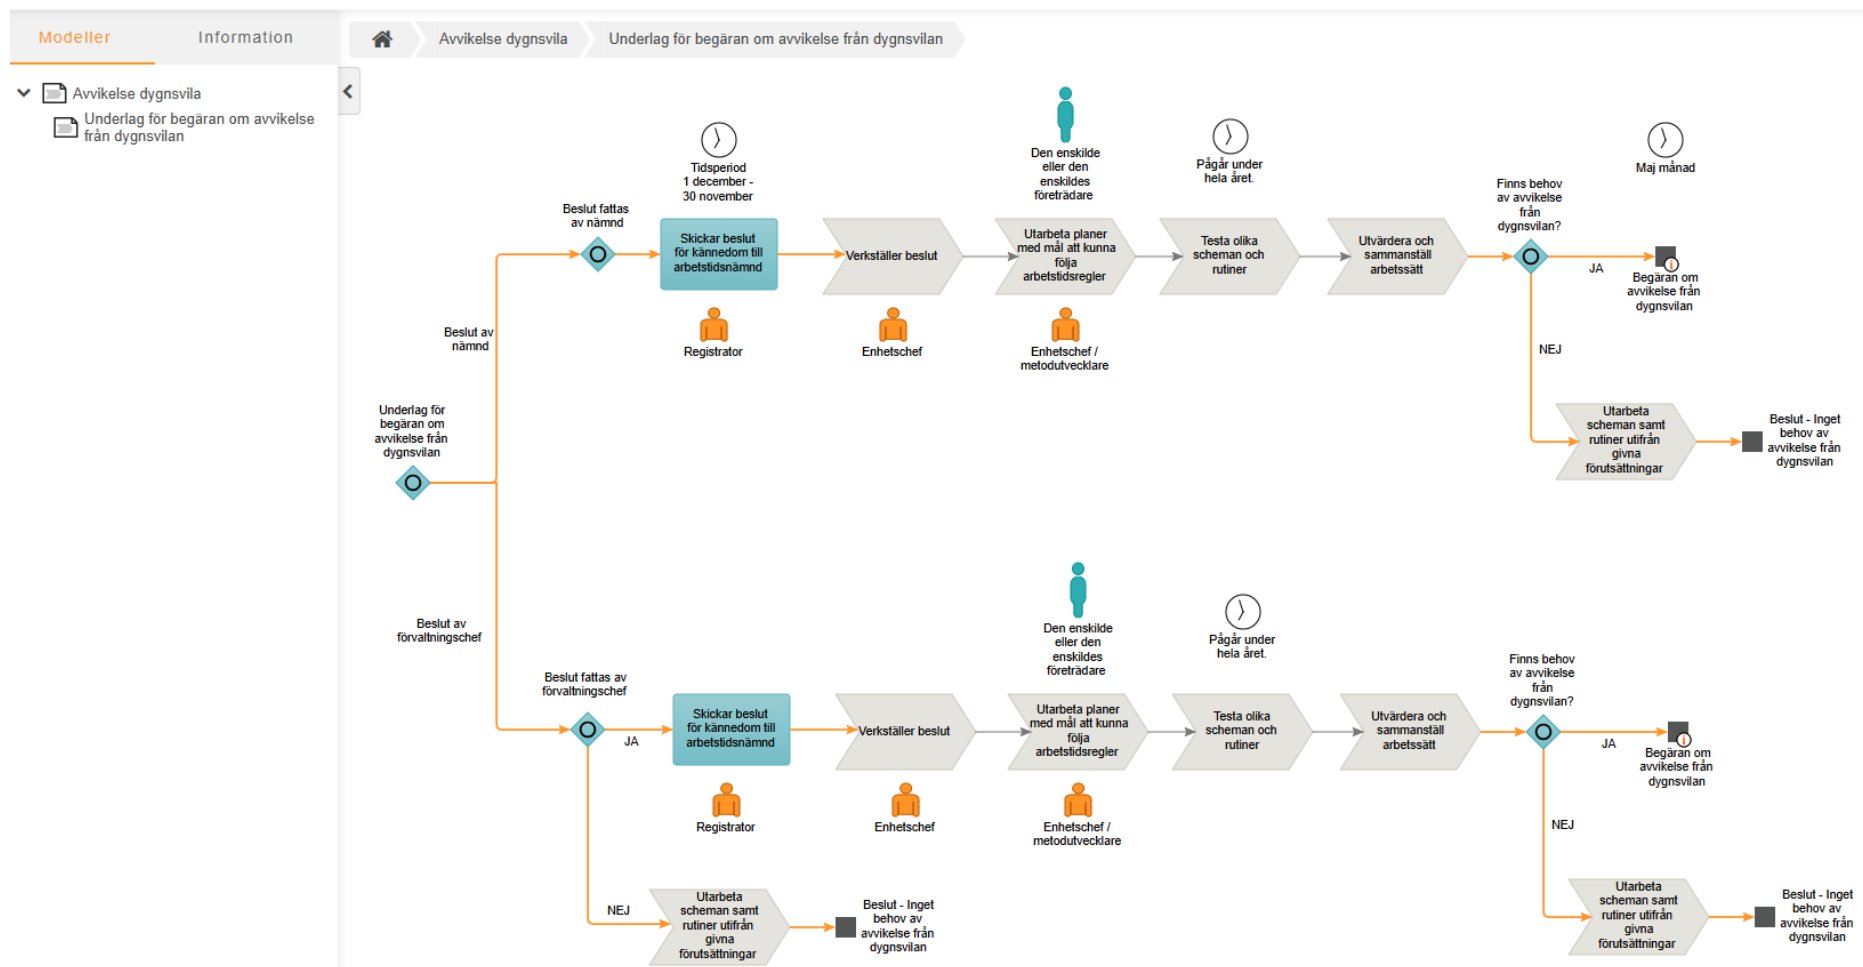 Modeller
Information
Avvikelse dygnsvila
Underlag för begäran om avvikelse från dygnsvilan
Avvikelse dygnsvila
Underlag för begäran om avvikelse
från dygnsvilan
Tidsperiod
1 december -
30 november
Den enskilde
eller den
enskildes
företrädare
Pågår under
hela året.
Maj månad
Beslut fattas
av nämnd
Skickar beslut
för kännedom till
arbetstidsnämnd
Verkställer beslut
Utarbeta planer
med mål att kunna
följa
arbetstidsregler
Testa olika
scheman och
rutiner
Utvärdera och
sammanställ
arbetssätt
Finns behov
av avvikelse
från
dygnsvilan?
JA
Begäran om
avvikelse från
dygnsvilan
Registrator
Enhetschef
Enhetschef /
metodutvecklare
NEJ
Beslut av
nämnd
Utarbeta
scheman samt
rutiner utifrån
givna
förutsättningar
Beslut - Inget
behov av
avvikelse från
dygnsvilan
Underlag för
begäran om
avvikelse från
dygnsvilan
Beslut av
förvaltningschef
Den enskilde
eller den
enskildes
företrädare
Pågår under
hela året.
Beslut fattas av
förvaltningschef
JA
Skickar beslut
för kännedom till
arbetstidsnämnd
Verkställer beslut
Utarbeta planer
med mål att kunna
följa
arbetstidsregler
Testa olika
scheman och
rutiner
Utvärdera och
sammanställ
arbetssätt
Finns behov
av avvikelse
från
dygnsvilan?
JA
Begäran om
avvikelse från
dygnsvilan
Registrator
Enhetschef
Enhetschef /
metodutvecklare
NEJ
NEJ
Utarbeta
scheman samt
rutiner utifrån
givna
förutsättningar
Beslut - Inget
behov av
avvikelse från
dygnsvilan
Utarbeta
scheman samt
rutiner utifrån
givna
förutsättningar
Beslut - Inget
behov av
avvikelse från
dygnsvilan